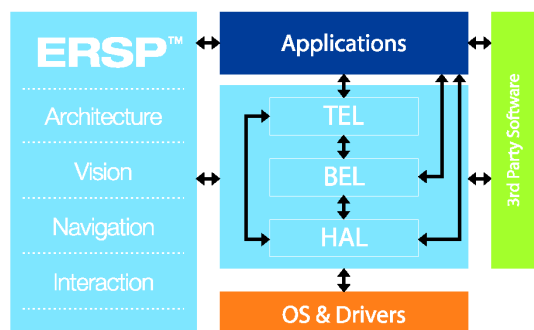 ERSP™
Architecture
Vision
Navigation
Interaction
Applications
TEL
BEL
HAL
OS & Drivers
3rd Party Software